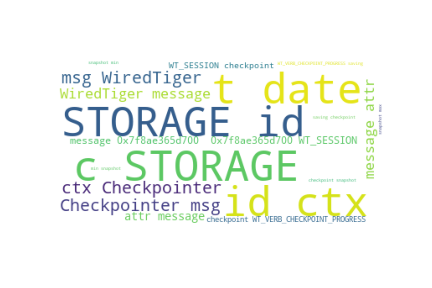 snapshot min
WT_SESSION checkpoint
WT_VERB_CHECKPOINT_PROGRESS saving
msg WiredTiger
t date
WiredTiger message
message attr
STORAGE id
snapshot max
saving checkpoint
message 0x7f8ae365d700
0x7f8ae365d700 WT_SESSION
c STORAGE
min snapshot
checkpoint snapshot
ctx Checkpointer
id ctx
Checkpointer msg
attr message
checkpoint WT_VERB_CHECKPOINT_PROGRESS